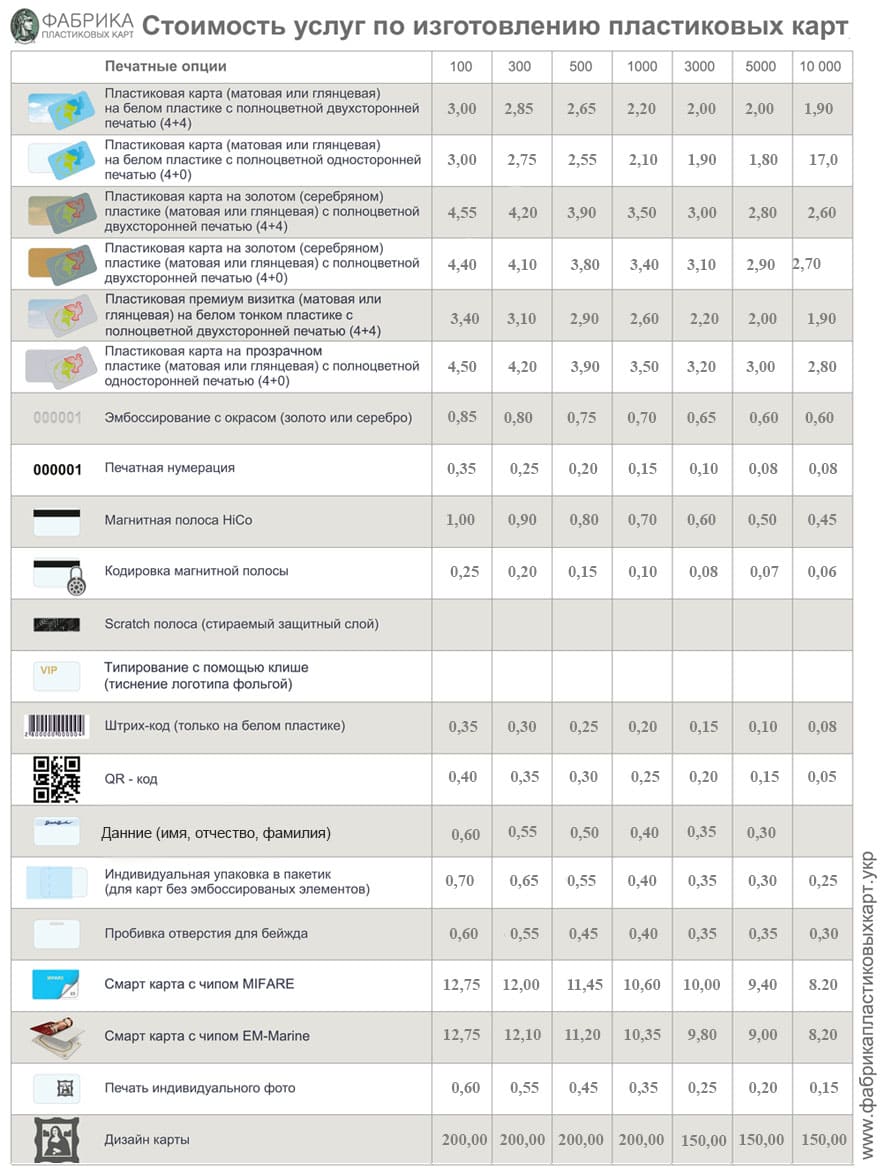 ФАБРИКА
ПЛАСТИКОВЫХ КАРТ
Стоимость услуг по изготовлению пластиковых карт
Печатные опции 100 300 500 1000 3000 5000 10 000
Пластиковая карта (матовая или глянцевая)
на белом пластике с полноцветной двухсторонней
печатью (4+4)
3,00 2,85 2,65 2,20 2,00 2,00 1,90
Пластиковая карта (матовая или глянцевая)
на белом пластике с полноцветной односторонней
печатью (4+0)
3,00 2,75 2,55 2,10 1,90 1,80 17,0
Пластиковая карта на золотом (серебряном)
пластике (матовая или глянцевая) с полноцветной
двухсторонней печатью (4+4)
4,55 4,20 3,90 3,50 3,00 2,80 2,60
Пластиковая карта на золотом (серебряном)
пластике (матовая или глянцевая) с полноцветной
двухсторонней печатью (4+0)
4,40 4,10 3,80 3,40 3,10 2,90 2,70
Пластиковая премиум визитка (матовая или
глянцевая) на белом тонком пластике с
полноцветной двухсторонней печатью (4+4)
3,40 3,10 2,90 2,60 2,20 2,00 1,90
Пластиковая карта на прозрачном
пластике (матовая или глянцевая) с полноцветной
односторонней печатью (4+0)
4,50 4,20 3,90 3,50 3,20 3,00 2,80
000001 Эмбоссирование с окрасом (золото или серебро) 0,85 0,80 0,75 0,70 0,65 0,60 0,60
000001 Печатная нумерация 0,35 0,25 0,20 0,15 0,10 0,08 0,08
Магнитная полоса HiCo 1,00 0,90 0,80 0,70 0,60 0,50 0,45
Кодировка магнитной полосы 0,25 0,20 0,15 0,10 0,08 0,07 0,06
Scratch полоса (стираемый защитный слой)
VIP
Типирование с помощью клише
(тиснение логотипа фольгой)
Штрих-код (только на белом пластике) 0,35 0,30 0,25 0,20 0,15 0,10 0,08
QR - код 0,40 0,35 0,30 0,25 0,20 0,15 0,05
Данние (имя, отчество, фамилия) 0,60 0,55 0,50 0,40 0,35 0,30
Индивидуальная упаковка в пакетик
(для карт без эмбоссированых элементов)
0,70 0,65 0,55 0,40 0,35 0,30 0,25
Пробивка отверстия для бейжда 0,60 0,55 0,45 0,40 0,35 0,35 0,30
MIFARE
Смарт карта с чипом MIFARE 12,75 12,00 11,45 10,60 10,00 9,40 8.20
Смарт карта с чипом EM-Marine 12,75 12,10 11,20 10,35 9,80 9,00 8,20
Печать индивидуального фото 0,60 0,55 0,45 0,35 0,25 0,20 0,15
Дизайн карты 200,00 200,00 200,00 200,00 150,00 150,00 150,00
www.фабрикапластиковыхкарт.укр